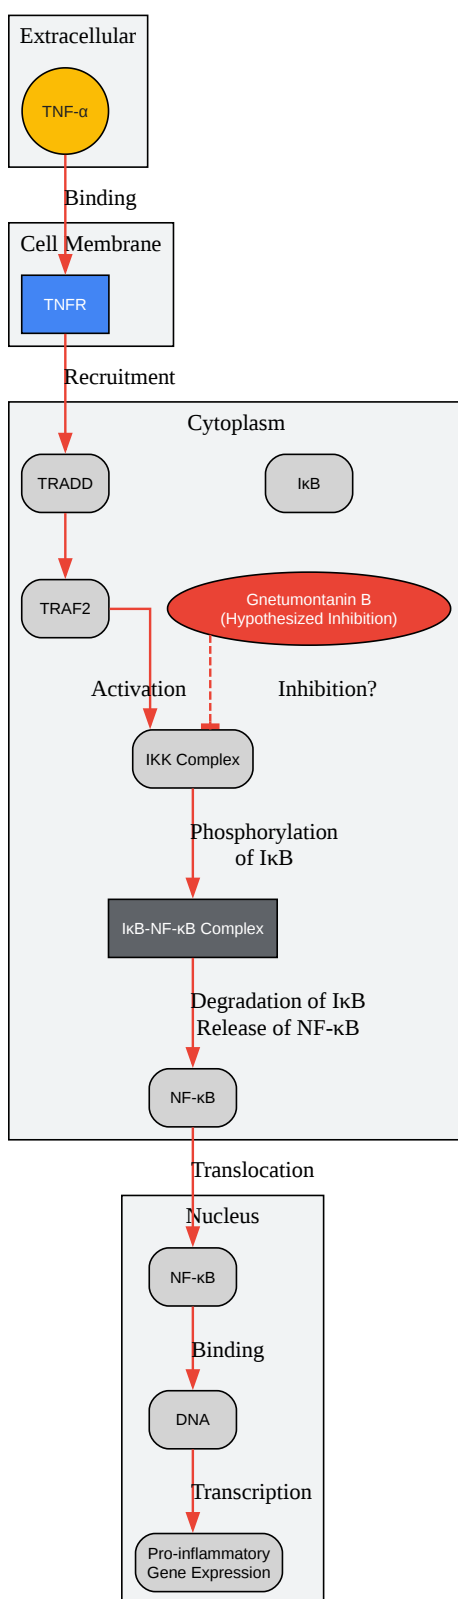 Extracellular
TNF-α
Binding
Cell Membrane
TNFR
Recruitment
Cytoplasm
TRADD
IκB
TRAF2
Gnetumontanin B
(Hypothesized Inhibition)
Activation
Inhibition?
IKK Complex
Phosphorylation
of IκB
IκB-NF-κB Complex
Degradation of IκB
Release of NF-κB
NF-κB
Translocation
Nucleus
NF-κB
Binding
DNA
Transcription
Pro-inflammatory
Gene Expression